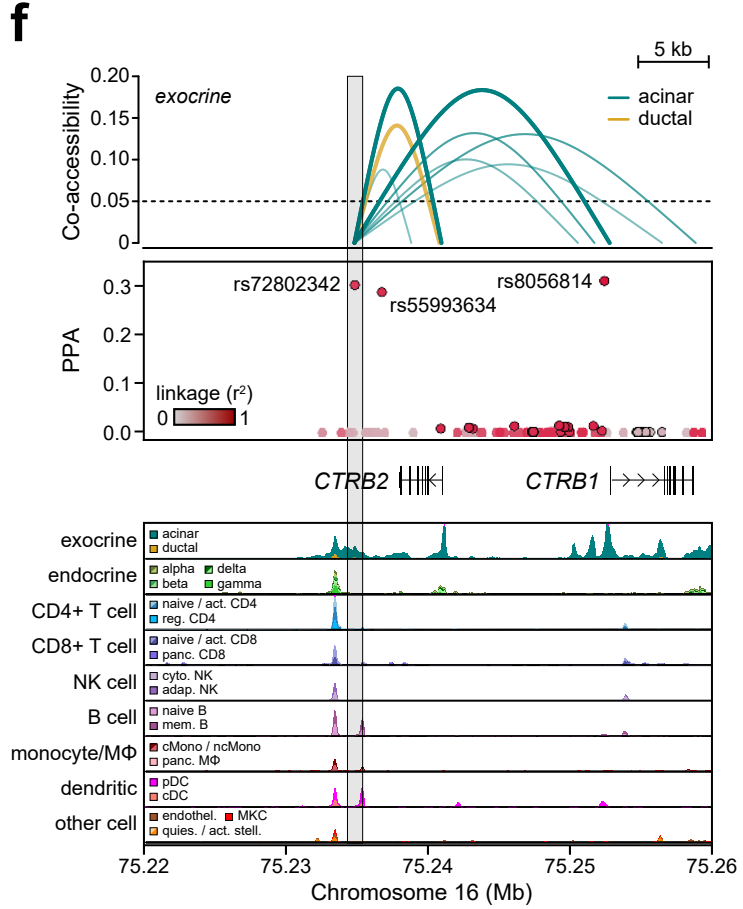 f
5 kb
exocrine
acinar
ductal
Co-accessibility
0.20
0.15
0.10
0.05
0
PPA
0.3
0.2
0.1
0.0
rs72802342
rs55993634
rs8056814
linkage (r²)
0 1
CTRB2
CTRB1
exocrine
acinar
ductal
endocrine
alpha delta
beta gamma
CD4+ T cell
naive / act. CD4
reg. CD4
CD8+ T cell
naive / act. CD8
panc. CD8
NK cell
cyto. NK
adap. NK
B cell
naive B
mem. B
monocyte/MΦ
cMono / ncMono
panc. MΦ
dendritic
pDC
cDC
other cell
endothel. MKC
quies. / act. stell.
75.22 75.23 75.24 75.25 75.26
Chromosome 16 (Mb)